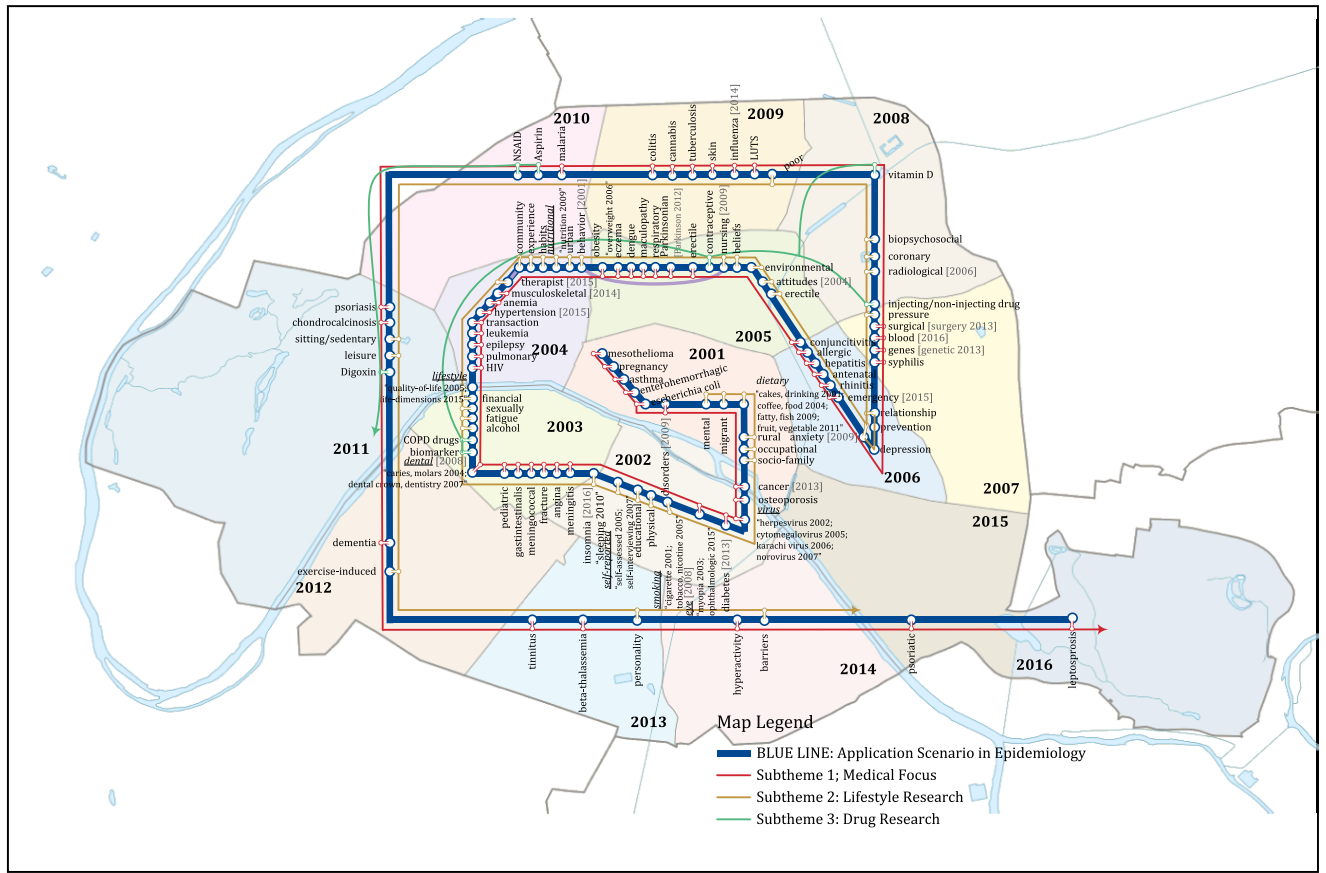 2010
2009
2008
NSAID
Aspirin
malaria
colitis
cannabis
tuberculosis
skin
influenza [2014]
LUTS
poor
vitamin D
community
experience
habits
nutritional
"nutrition 2009"
urban
behavior [2001]
obesity
"overweight 2006"
eczema
dengue
maculopathy
respiratory
Parkinsonian
[Parkinson 2012]
erectile
contraceptive
nursing [2009]
beliefs
biopsychosocial
coronary
radiological [2006]
environmental
attitudes [2004]
erectile
therapist [2015]
musculoskeletal [2014]
anemia
hypertension [2015]
transaction
leukemia
epilepsy
pulmonary
HIV
2004
psoriasis
chondrocalcinosis
sitting/sedentary
leisure
Digoxin
injecting/non-injecting drug
pressure
surgical [surgery 2013]
blood [2016]
genes [genetic 2013]
syphilis
2005
2001
conjunctivitis
allergic
hepatitis
antenatal
rhinitis
emergency [2015]
mesothelioma
pregnancy
asthma
enterohemorrhagic
escherichia coli
lifestyle
"quality-of-life 2005;
life-dimensions 2015"
financial
sexually
fatigue
alcohol
COPD drugs
biomarker
dental [2008]
"caries, molars 2004;
dental crown, dentistry 2007"
dietary
"cakes, drinking 2001;
coffee, food 2004;
fatty, fish 2009;
fruit, vegetable 2011"
rural
anxiety [2009]
occupational
socio-family
relationship
prevention
depression
2003
2011
2002
2006
2007
2015
disorders [2009]
mental
migrant
cancer [2013]
osteoporosis
virus
"herpesvirus 2002;
cytomegalovirus 2005;
karachi virus 2006;
norovirus 2007"
pediatric
gastintestinalis
meningococcal
fracture
angina
meningitis
insomnia [2016]
"sleeping 2010"
self-reported
"self-assessed 2005;
self-interviewing 2007"
educational
physical
smoking
"cigarette 2001;
tobacco, nicotine 2005"
eye [2008]
"myopia 2003;
ophthalmologic 2015"
diabetes [2013]
dementia
exercise-induced
2012
tinnitus
beta-thalassemia
personality
hyperactivity
barriers
psoriatic
leptosprosis
2014
2016
2013
Map Legend
BLUE LINE: Application Scenario in Epidemiology
Subtheme 1; Medical Focus
Subtheme 2: Lifestyle Research
Subtheme 3: Drug Research